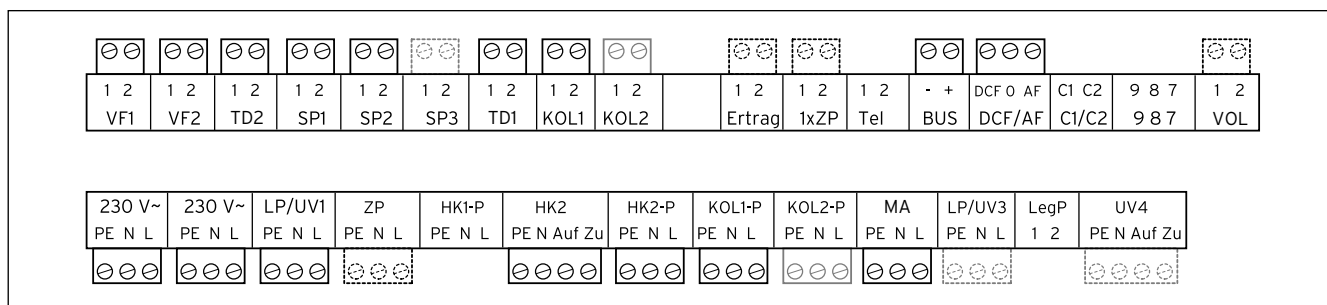 1 2 1 2 1 2 1 2 1 2 1 2 1 2 1 2 1 2 1 2 1 2 1 2 - + DCF 0 AF C1 C2 9 8 7 1 2
VF1 VF2 TD2 SP1 SP2 SP3 TD1 KOL1 KOL2 Ertrag 1xZP Tel BUS DCF/AF C1/C2 9 8 7 VOL
230 V~ 230 V~ LP/UV1 ZP HK1-P HK2 HK2-P KOL1-P KOL2-P MA LP/UV3 LegP UV4
PE N L PE N L PE N L PE N L PE N L PE N Auf Zu PE N L PE N L PE N L PE N L PE N L 1 2 PE N Auf Zu